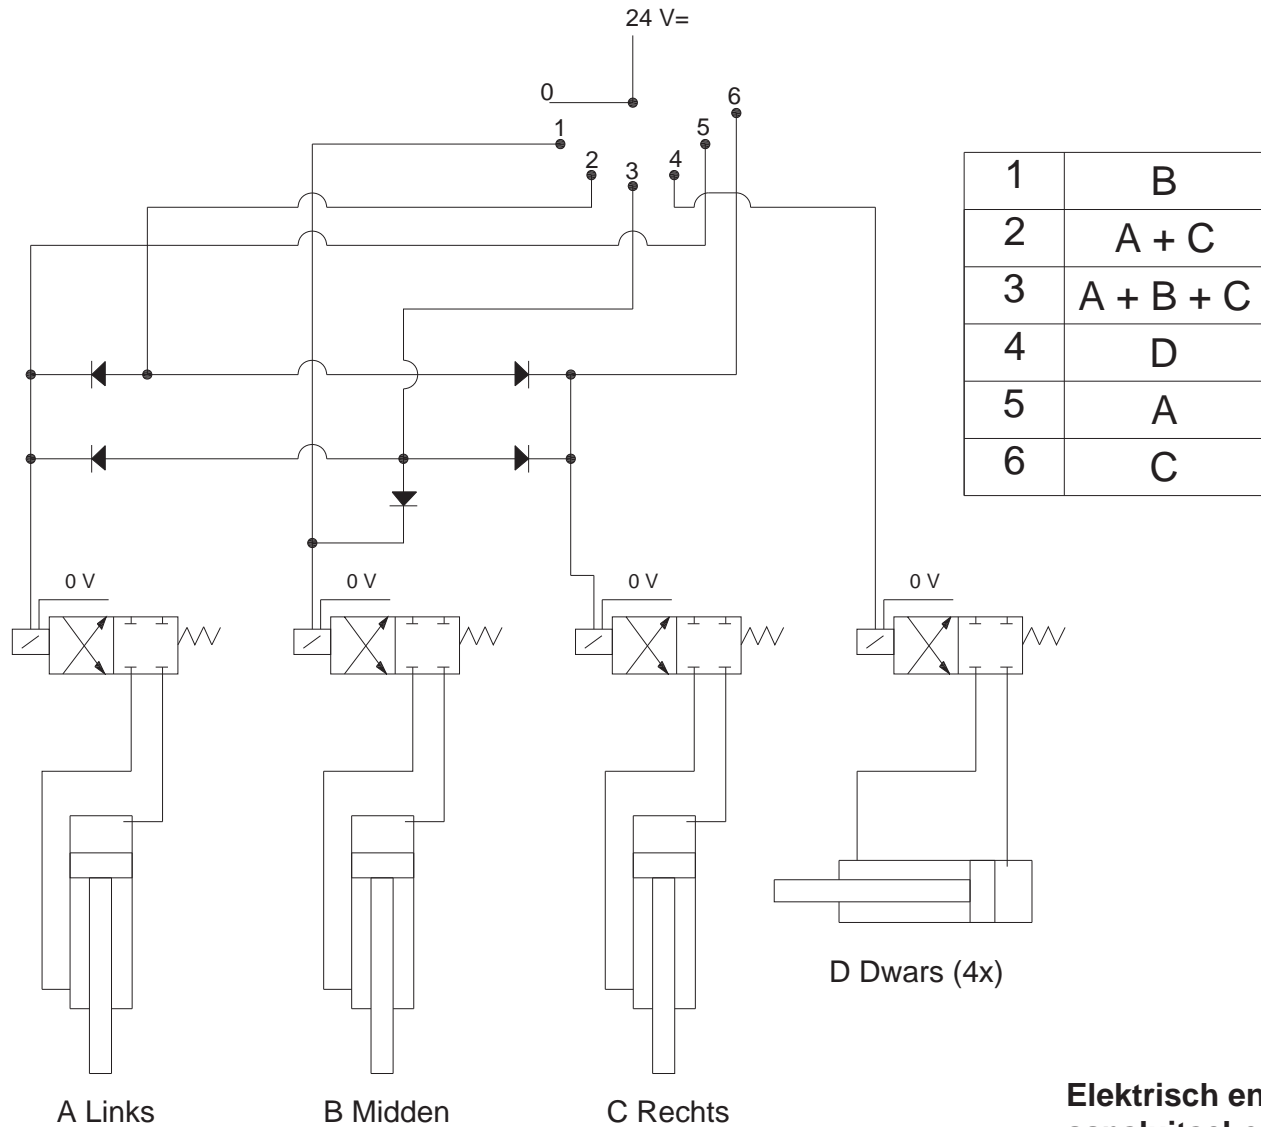 24 V=
0
6
1
5
2
3
4
1 B
2 A + C
3 A + B + C
4 D
5 A
6 C
0 V
0 V
0 V
0 V
D Dwars (4x)
A Links
B Midden
C Rechts
Elektrisch en